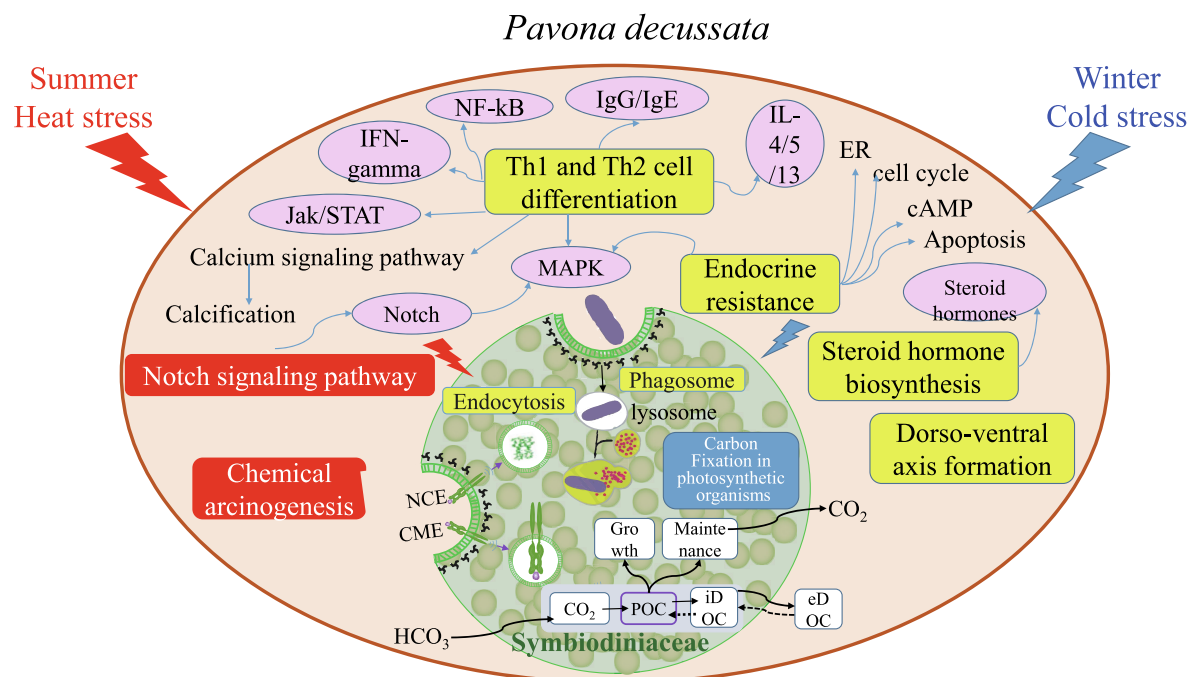 Pavona decussata
Summer
Heat stress
Winter
Cold stress
NF-kB
IgG/IgE
IL-
4/5
/13
IFN-
gamma
Th1 and Th2 cell
differentiation
ER
cell cycle
cAMP
Apoptosis
Jak/STAT
Calcium signaling pathway
MAPK
Endocrine
resistance
Steroid
hormones
Calcification
Notch
Notch signaling pathway
Steroid hormone
biosynthesis
Phagosome
Endocytosis
lysosome
Dorso-ventral
axis formation
Carbon
Fixation in
photosynthetic
organisms
Chemical
arcinogenesis
NCE
CME
CO2
Gro
wth
Mainte
nance
CO2
POC
iD
OC
eD
OC
HCO3
Symbiodiniaceae